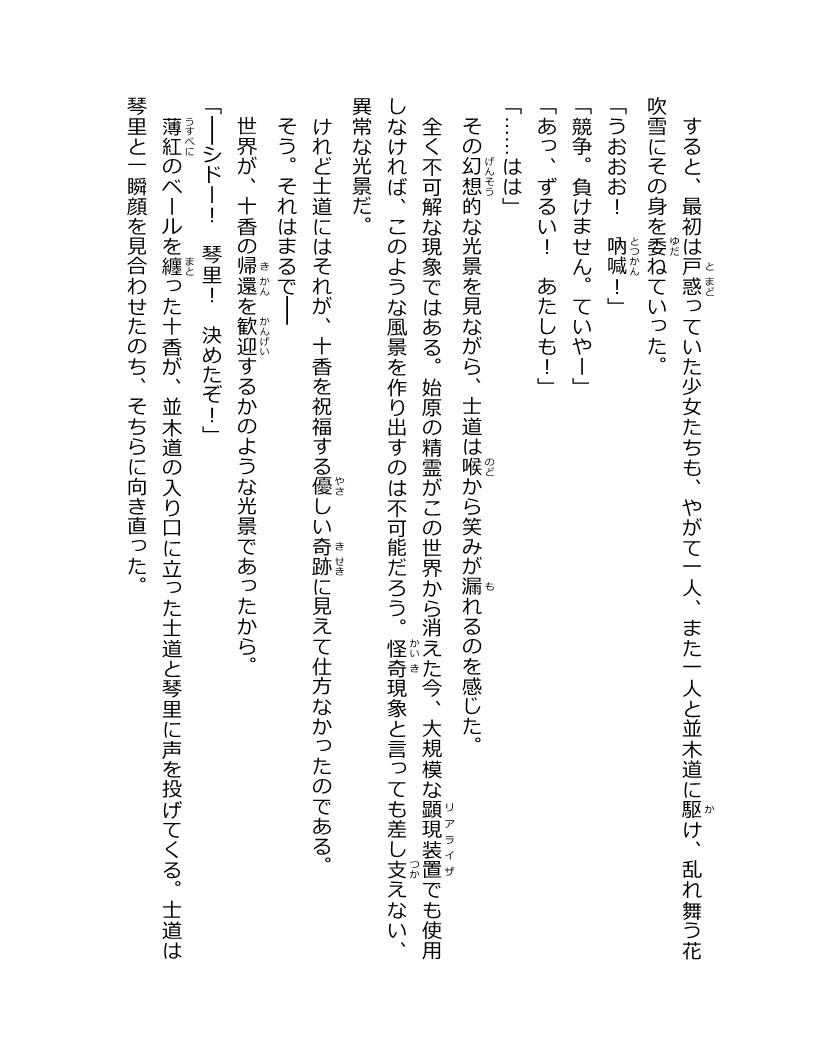 すると、最初は戸惑っていた少女たちも、やがて一人、また一人と並木道に駆け、乱れ舞う花
吹雪にその身を委ねていった。
「うおおお！　吶喊！」
「競争。負けません。ていやー」
「あっ、ずるい！　あたしも！」
「……はは」
　その幻想的な光景を見ながら、士道は喉から笑みが漏れるのを感じた。
　全く不可解な現象ではある。始原の精霊がこの世界から消えた今、大規模な顕現装置でも使用
しなければ、このような風景を作り出すのは不可能だろう。怪奇現象と言っても差し支えない、
異常な光景だ。
　けれど士道にはそれが、十香を祝福する優しい奇跡に見えて仕方なかったのである。
　そう。それはまるで――
　世界が、十香の帰還を歓迎するかのような光景であったから。
「――シドー！　琴里！　決めたぞ！」
　薄紅のベールを纏った十香が、並木道の入り口に立った士道と琴里に声を投げてくる。士道は
琴里と一瞬顔を見合わせたのち、そちらに向き直った。